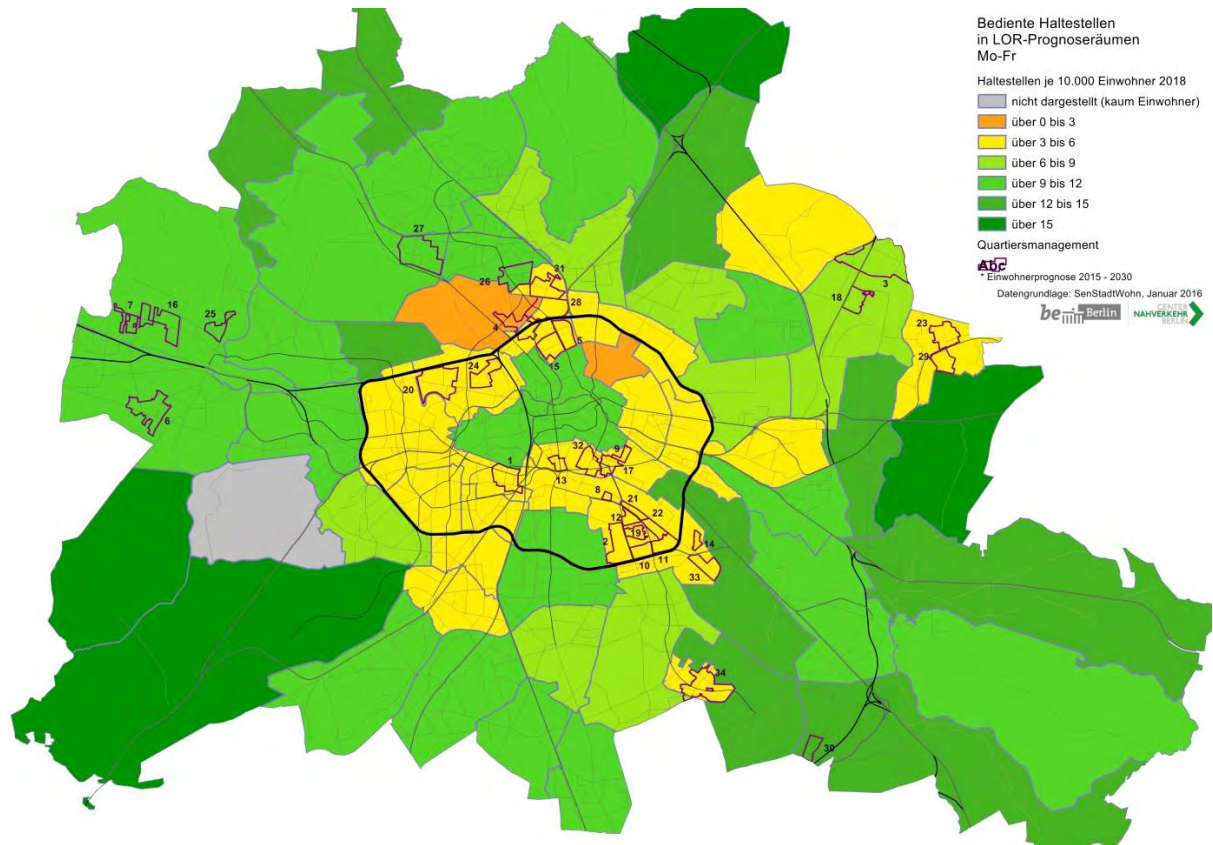 Bediente Haltestellen
in LOR-Prognoseräumen
Mo-Fr
Haltestellen je 10.000 Einwohner 2018
nicht dargestellt (kaum Einwohner)
über 0 bis 3
über 3 bis 6
über 6 bis 9
über 9 bis 12
über 12 bis 15
über 15
Quartiersmanagement
Abc
* Einwohnerprognose 2015 - 2030
Datengrundlage: SenStadtWohn, Januar 2016
be Berlin
CENTER
NAHVERKEHR
BERLIN
27
31
26
3
28
18
7
16
25
4
23
5
29
15
24
20
6
32
9
1
17
13
8
21
22
12
19
2
14
11
10
33
34
30